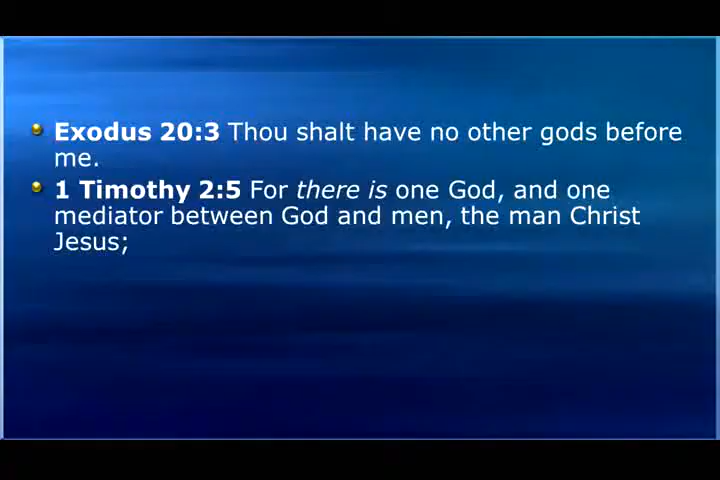 Exodus 20:3 Thou shalt have no other gods before
me.
1 Timothy 2:5 For there is one God, and one
mediator between God and men, the man Christ
Jesus;